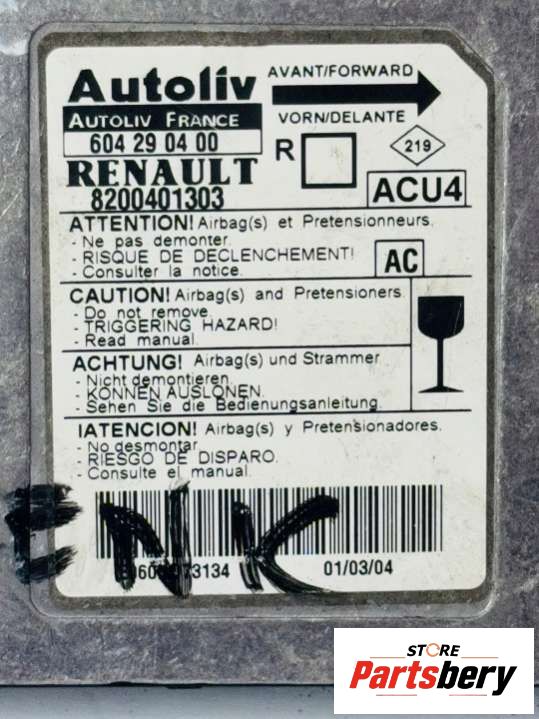 Autoliv
AVANT/FORWARD
AUTOLIV FRANCE
VORN/DELANTE
604 29 04 00
R
219
RENAULT
8200401303
ACU4
ATTENTION! Airbag(s) et Pretensionneurs.
- Ne pas demonter.
- RISQUE DE DECLENCHEMENT!
- Consulter la notice.
AC
CAUTION! Airbag(s) and Pretensioners.
- Do not remove.
- TRIGGERING HAZARD!
- Read manual.
ACHTUNG! Airbag(s) und Strammer.
- Nicht demontieren.
- KONNEN AUSLONEN.
- Sehen Sie die Bedienungsanleitung.
!ATENCION! Airbag(s) y Pretensionadores.
- No desmontar.
- RIESGO DE DISPARO.
- Consulte el manual.
ENK
01/03/04
STORE
Partsbery